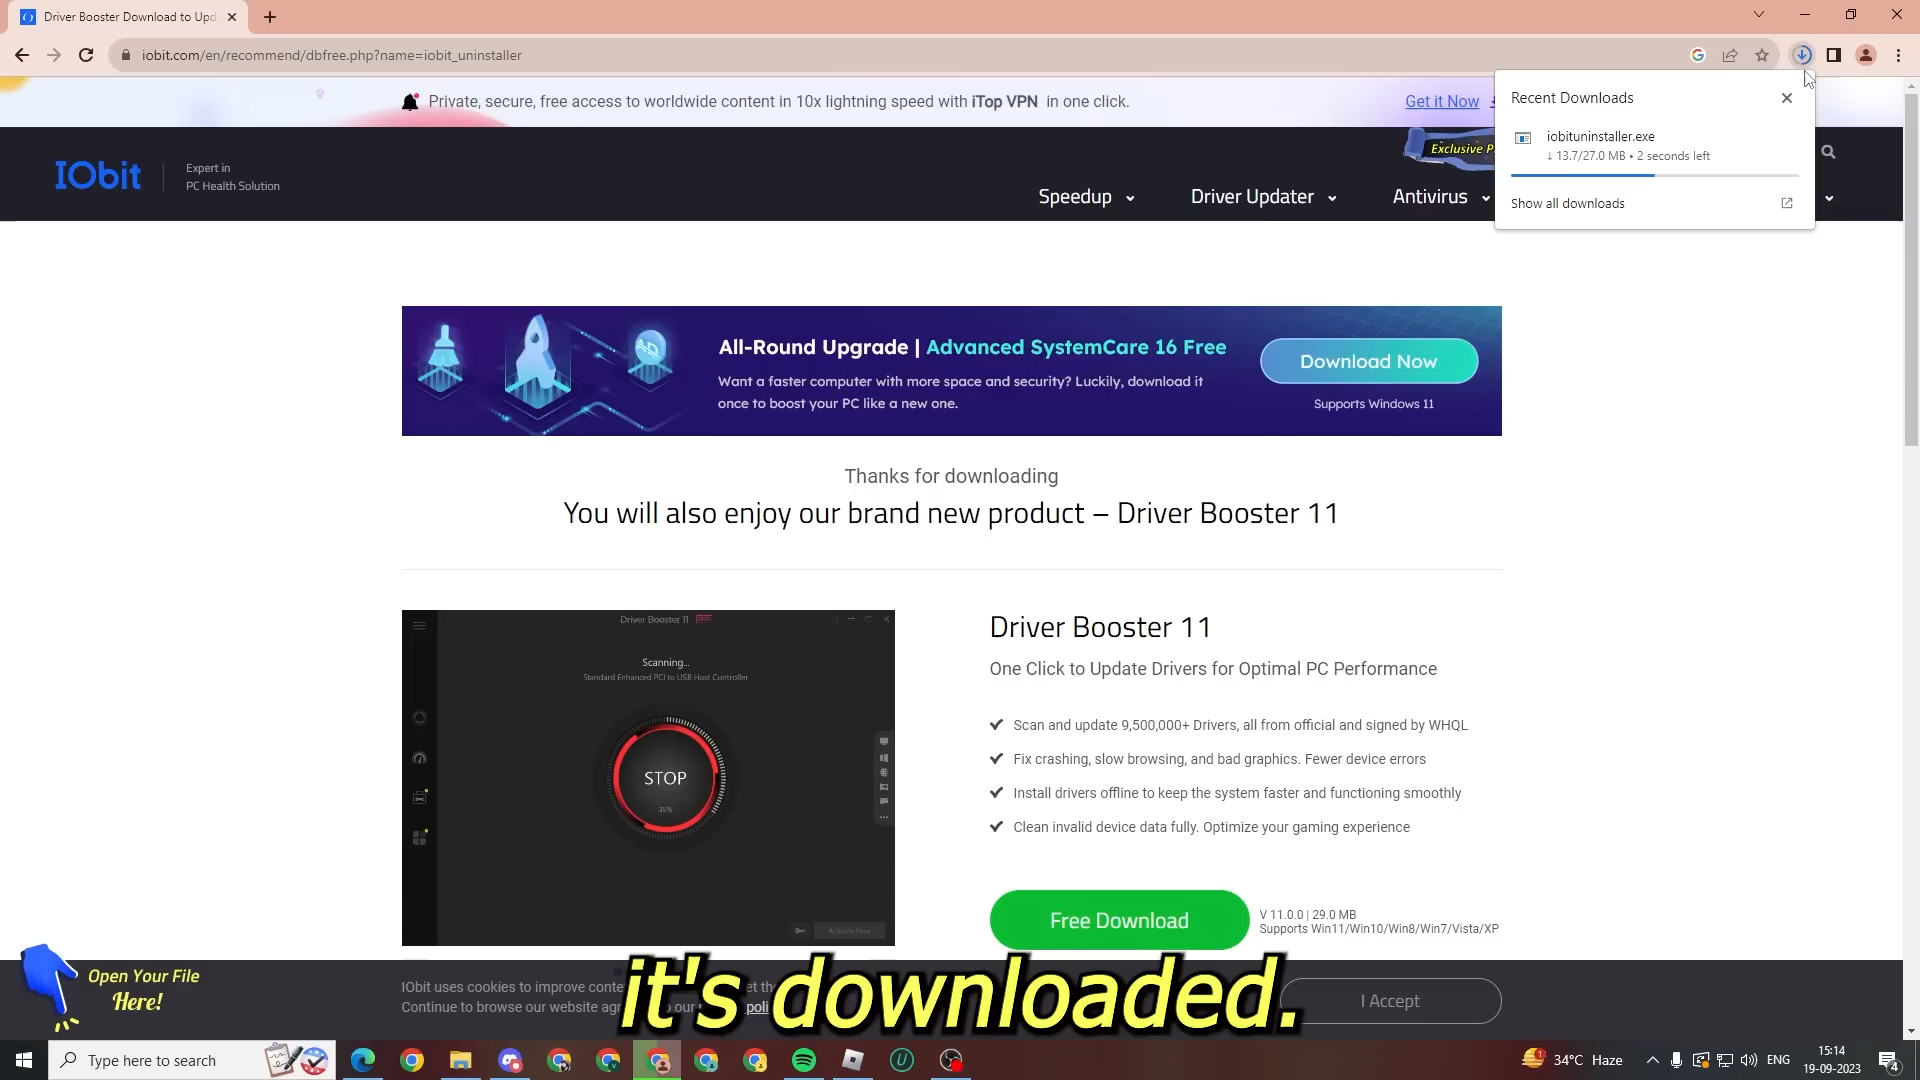 Driver Booster Download to Upd
iobit.com/en/recommend/dbfree.php?name=iobit_uninstaller
Private, secure, free access to worldwide content in 10x lightning speed with iTop VPN in one click.
Get it Now
Recent Downloads
iobituninstaller.exe
↓ 13.7/27.0 MB • 2 seconds left
Show all downloads
IObit
Expert in
PC Health Solution
Exclusive P
Speedup
Driver Updater
Antivirus
All-Round Upgrade | Advanced SystemCare 16 Free
Want a faster computer with more space and security? Luckily, download it
once to boost your PC like a new one.
Download Now
Supports Windows 11
Thanks for downloading
You will also enjoy our brand new product – Driver Booster 11
Driver Booster 11
Scanning...
Standard Enhanced PCI to USB Host Controller
STOP
35%
Activate Now
Driver Booster 11
One Click to Update Drivers for Optimal PC Performance
Scan and update 9,500,000+ Drivers, all from official and signed by WHQL
Fix crashing, slow browsing, and bad graphics. Fewer device errors
Install drivers offline to keep the system faster and functioning smoothly
Clean invalid device data fully. Optimize your gaming experience
Free Download
V 11.0.0 | 29.0 MB
Supports Win11/Win10/Win8/Win7/Vista/XP
Open Your File
Here!
IObit uses cookies to improve conte
Continue to browse our website ag
poli
it's downloaded.
I Accept
Type here to search
34°C Haze
ENG
15:14
19-09-2023
4